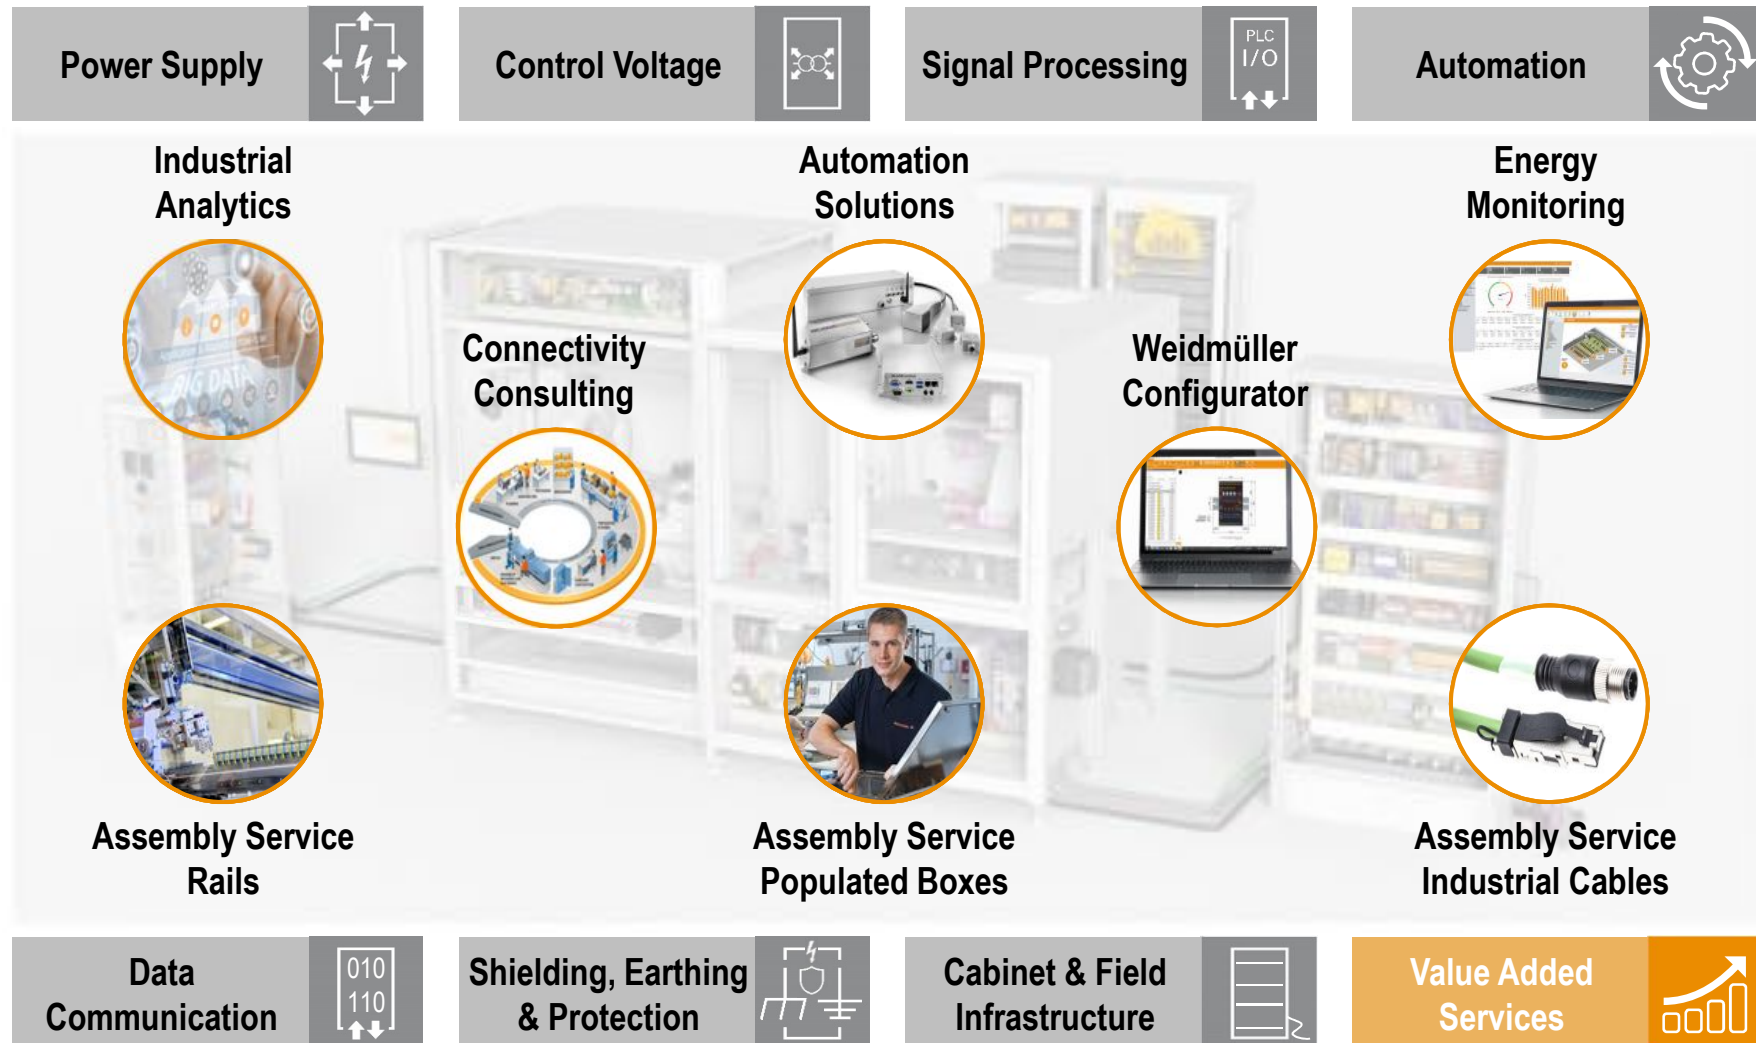 Power Supply
Control Voltage
Signal Processing
PLC
I/O
Automation
Industrial
Analytics
Automation
Solutions
Energy
Monitoring
BIG DATA
Connectivity
Consulting
Weidmüller
Configurator
Assembly Service
Rails
Assembly Service
Populated Boxes
Assembly Service
Industrial Cables
Data
Communication
010
110
Shielding, Earthing
& Protection
Cabinet & Field
Infrastructure
Value Added
Services